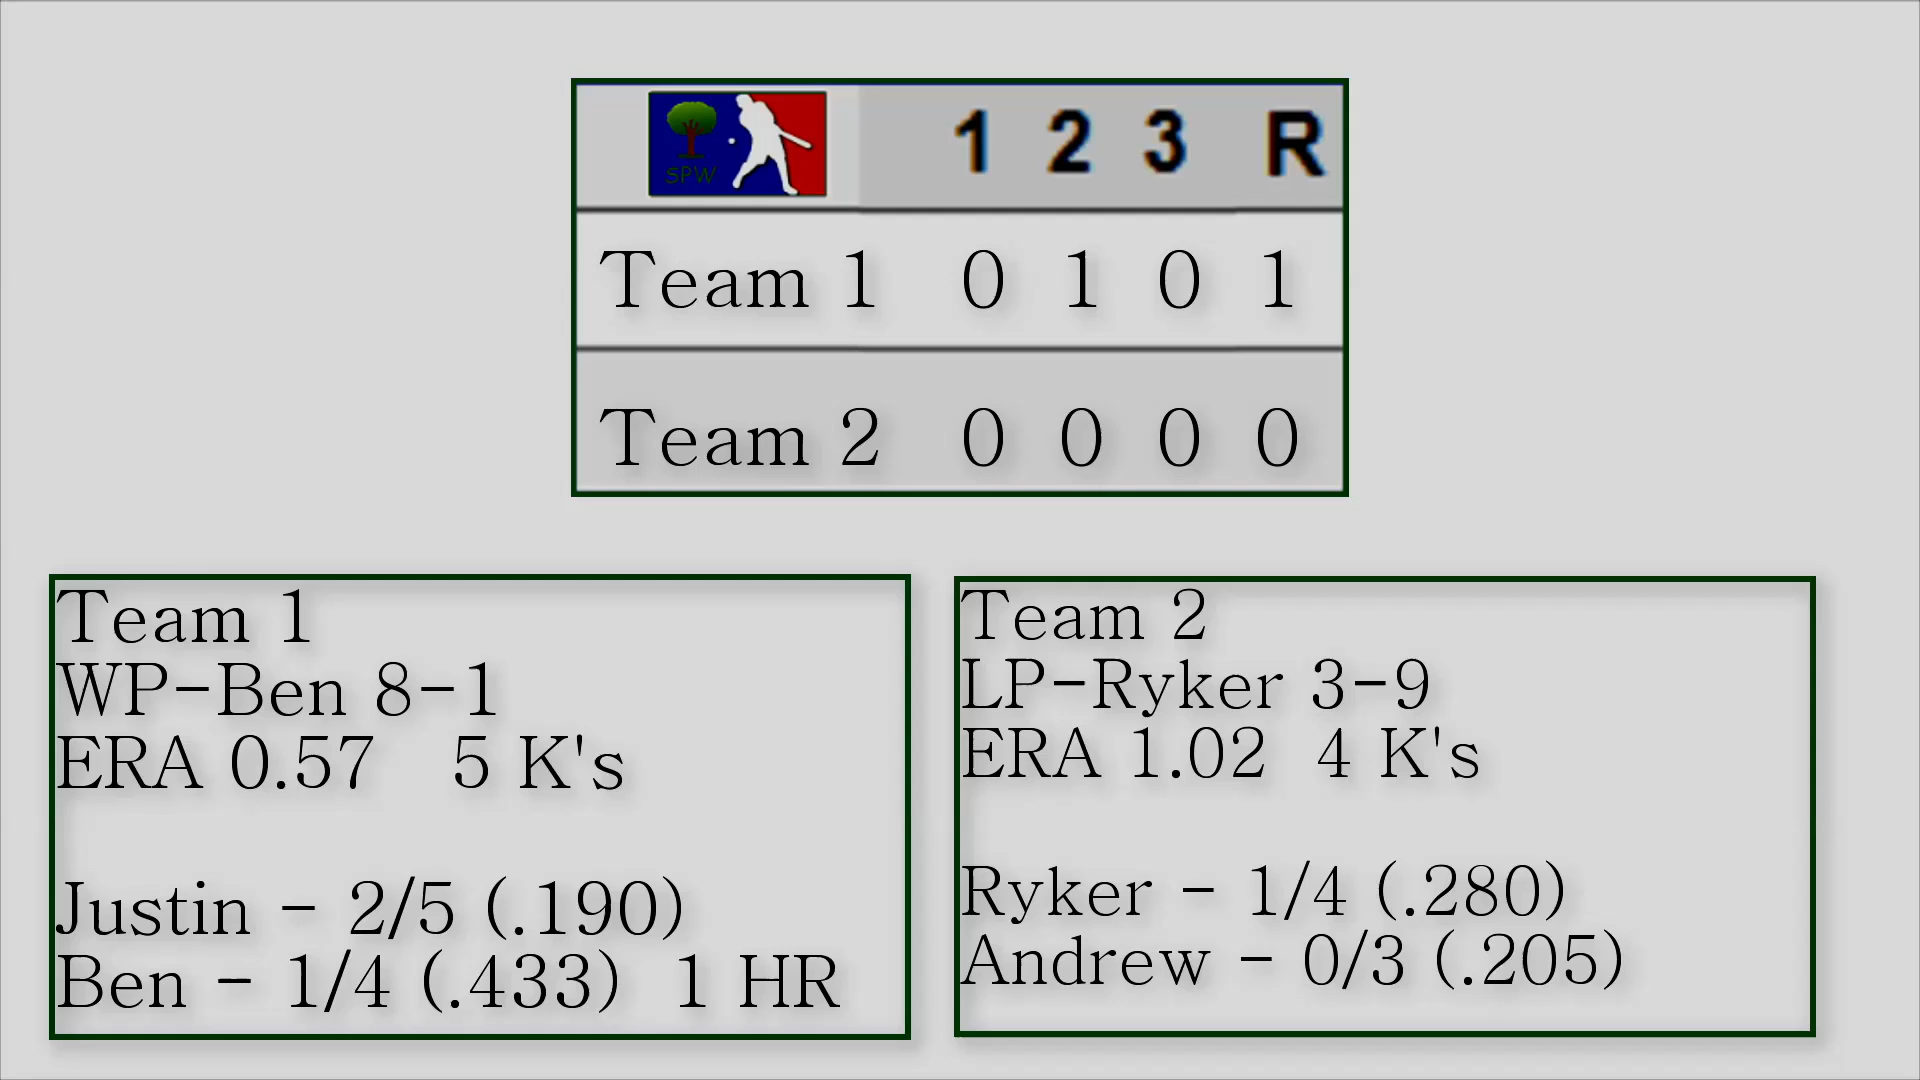 SPW 1 2 3 R
Team 1 0 1 0 1
Team 2 0 0 0 0
Team 1
WP-Ben 8-1
ERA 0.57 5 K's
Justin - 2/5 (.190)
Ben - 1/4 (.433) 1 HR
Team 2
LP-Ryker 3-9
ERA 1.02 4 K's
Ryker - 1/4 (.280)
Andrew - 0/3 (.205)